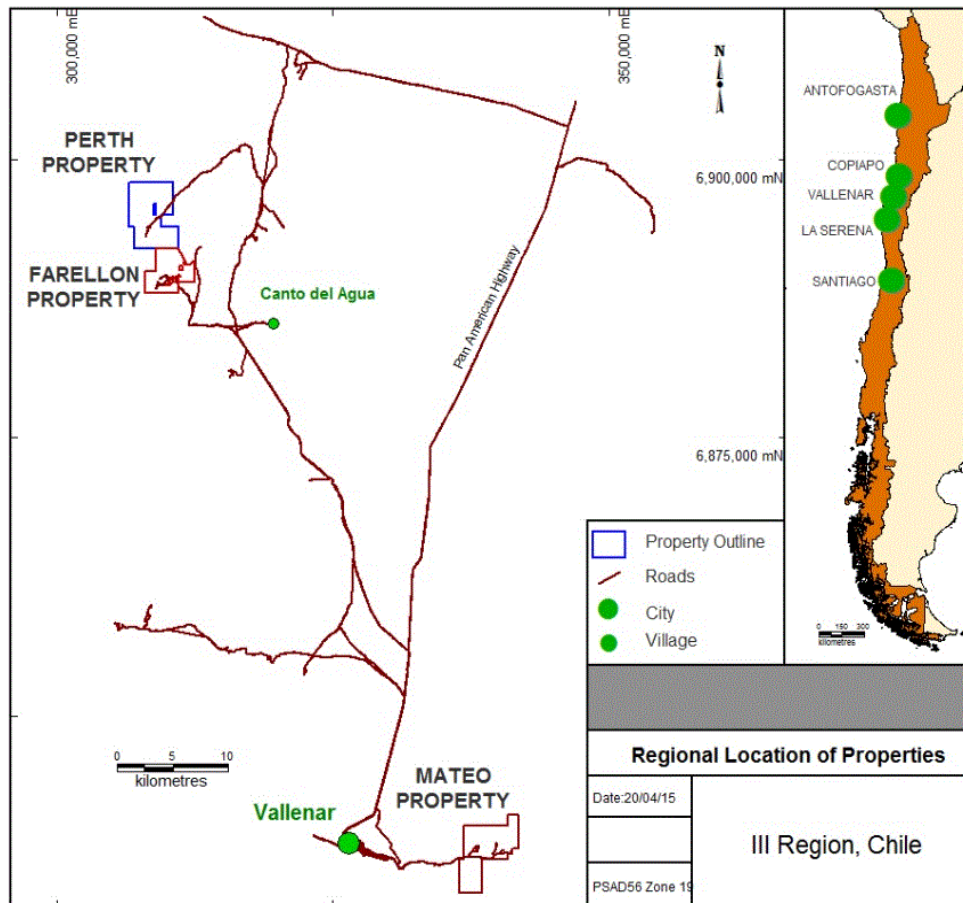 300,000 mE
350,000 mE
N
PERTH
PROPERTY
6,900,000 mN
FARELLON
PROPERTY
Canto del Agua
Pan American Highway
6,875,000 mN
0 5 10
kilometres
MATEO
PROPERTY
Vallenar
ANTOFOGASTA
COPIAPO
VALLENAR
LA SERENA
SANTIAGO
0 150 300
kilometres
Property Outline
Roads
City
Village
Regional Location of Properties
Date:20/04/15
III Region, Chile
PSAD56 Zone 19